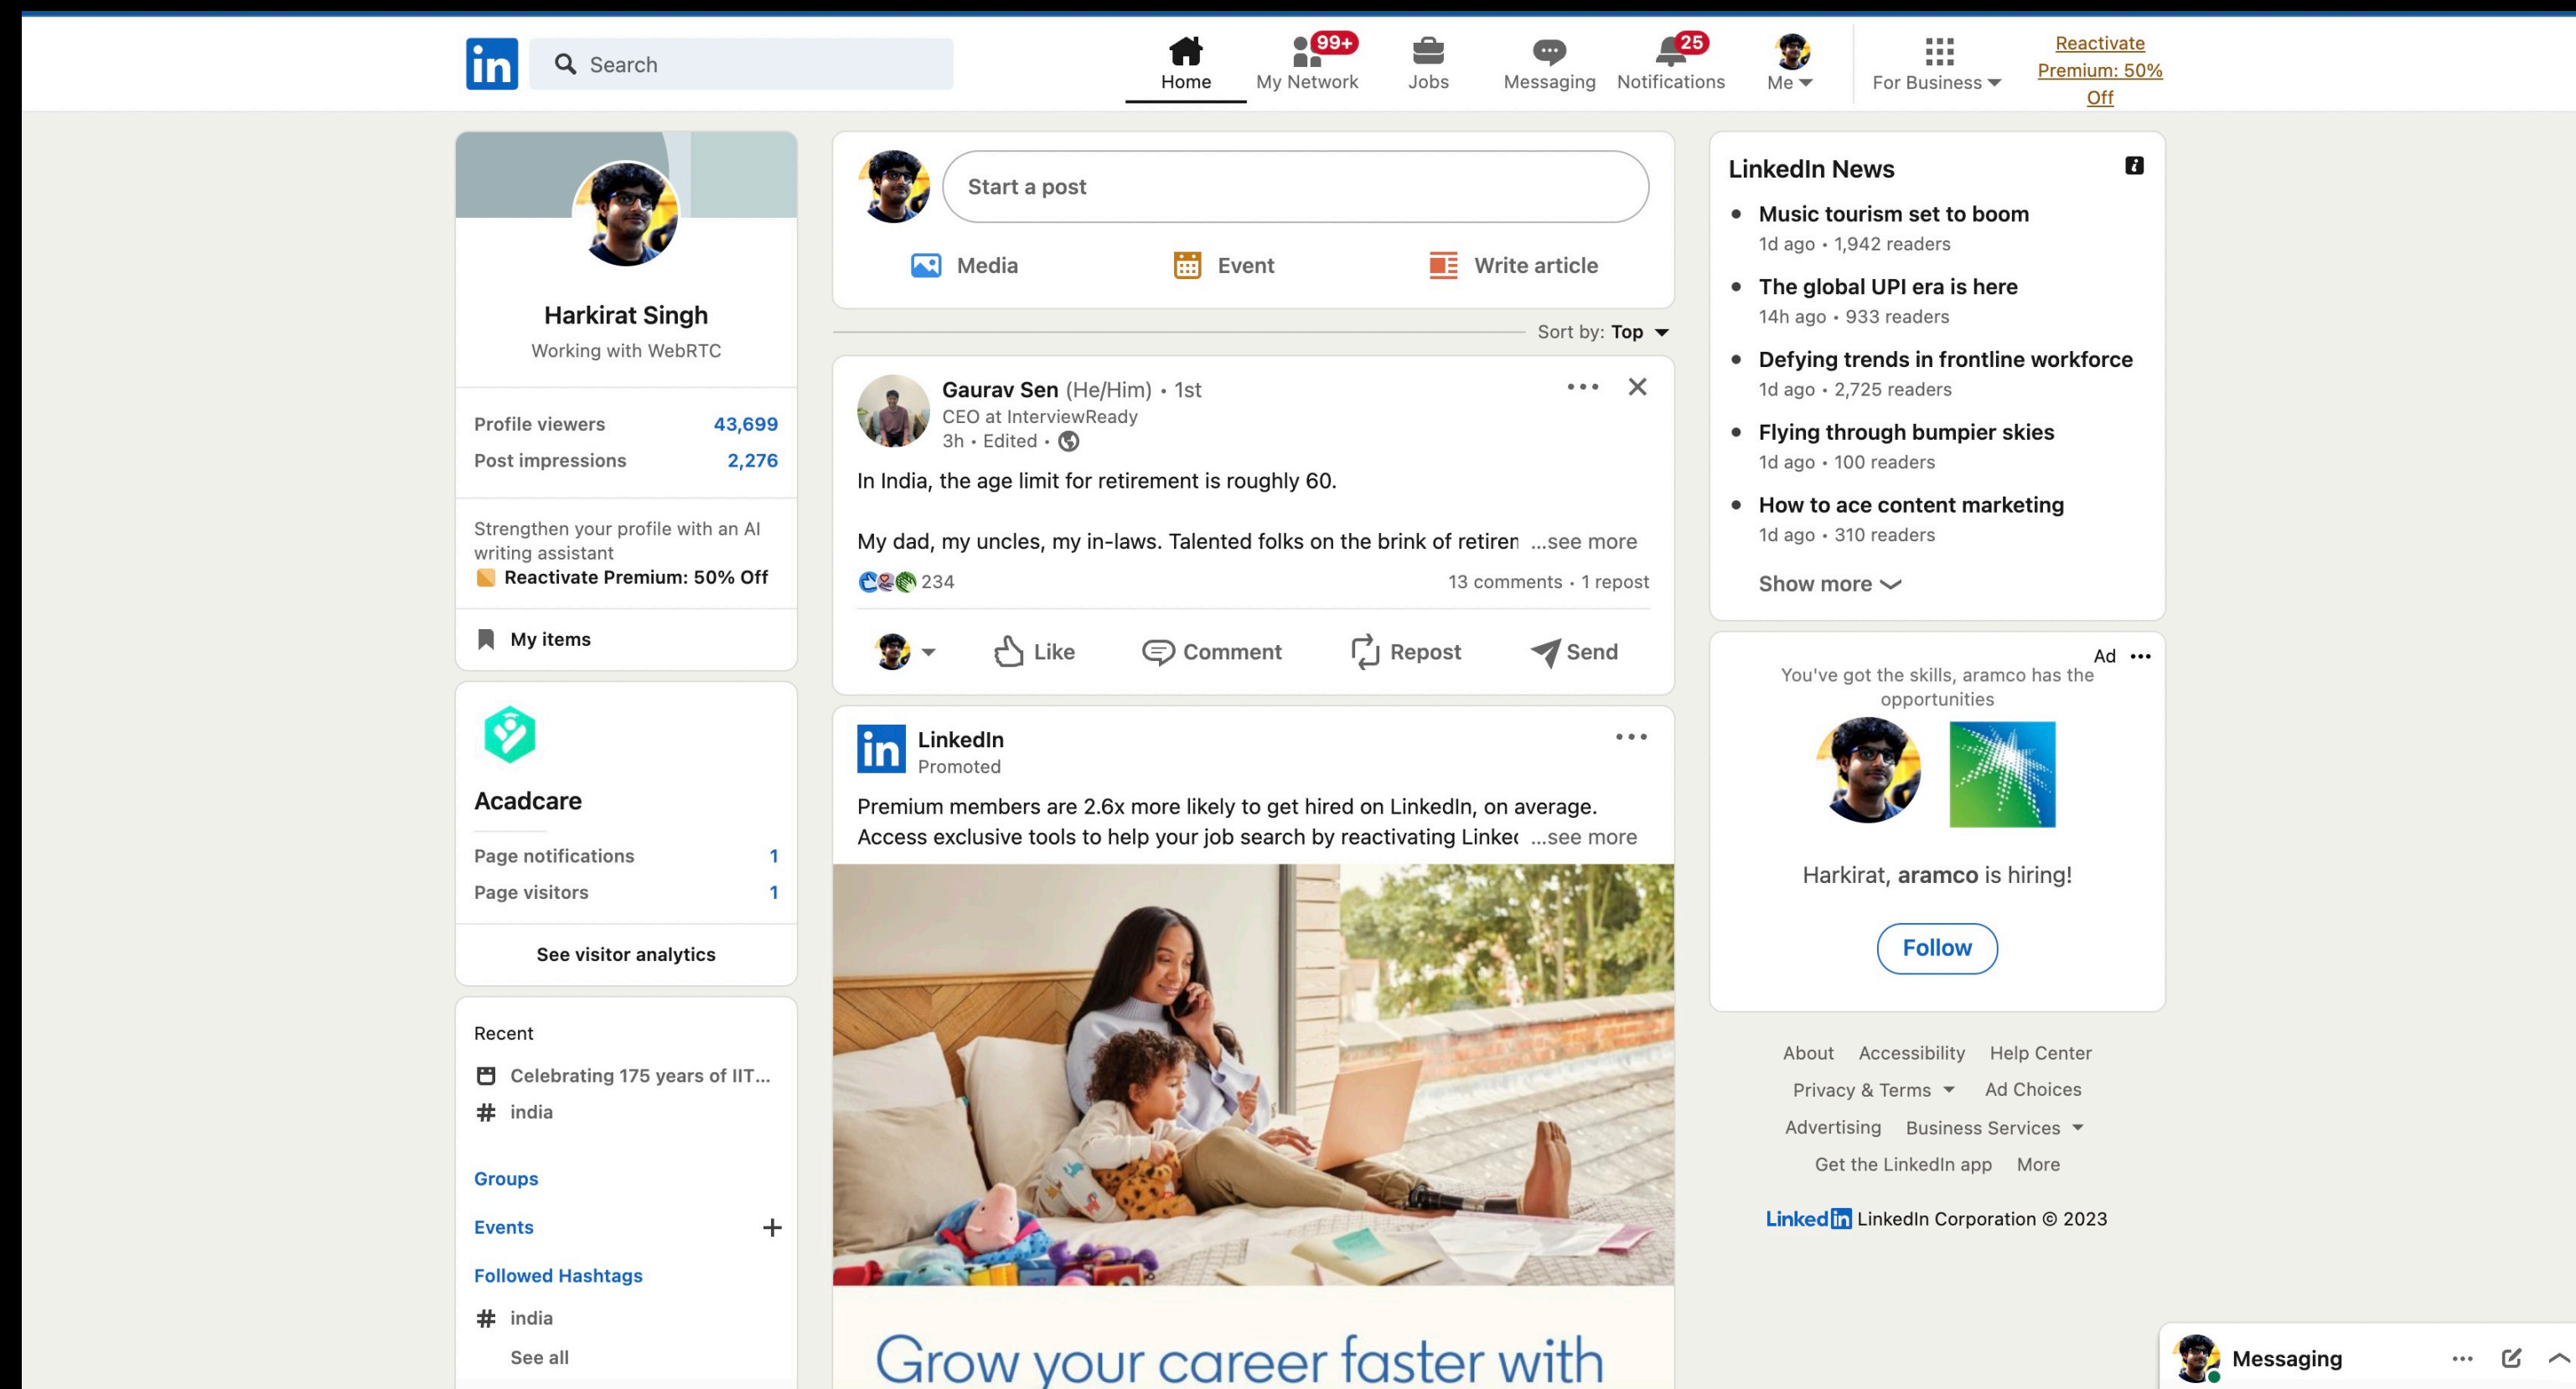 in
Search
Home
99+
My Network
Jobs
Messaging
25
Notifications
Me
For Business
Reactivate
Premium: 50%
Off
Harkirat Singh
Working with WebRTC
Profile viewers 43,699
Post impressions 2,276
Strengthen your profile with an AI
writing assistant
Reactivate Premium: 50% Off
My items
Acadcare
Page notifications 1
Page visitors 1
See visitor analytics
Recent
Celebrating 175 years of IIT...
# india
Groups
Events +
Followed Hashtags
# india
See all
Start a post
Media
Event
Write article
Sort by: Top
Gaurav Sen (He/Him) • 1st
CEO at InterviewReady
3h • Edited •
In India, the age limit for retirement is roughly 60.
My dad, my uncles, my in-laws. Talented folks on the brink of retiren ...see more
234 13 comments • 1 repost
Like Comment Repost Send
in
LinkedIn
Promoted
Premium members are 2.6x more likely to get hired on LinkedIn, on average.
Access exclusive tools to help your job search by reactivating Linkec ...see more
Grow your career faster with
LinkedIn News
Music tourism set to boom
1d ago • 1,942 readers
The global UPI era is here
14h ago • 933 readers
Defying trends in frontline workforce
1d ago • 2,725 readers
Flying through bumpier skies
1d ago • 100 readers
How to ace content marketing
1d ago • 310 readers
Show more
Ad
You've got the skills, aramco has the
opportunities
Harkirat, aramco is hiring!
Follow
About Accessibility Help Center
Privacy & Terms Ad Choices
Advertising Business Services
Get the LinkedIn app More
Linked in LinkedIn Corporation © 2023
Messaging